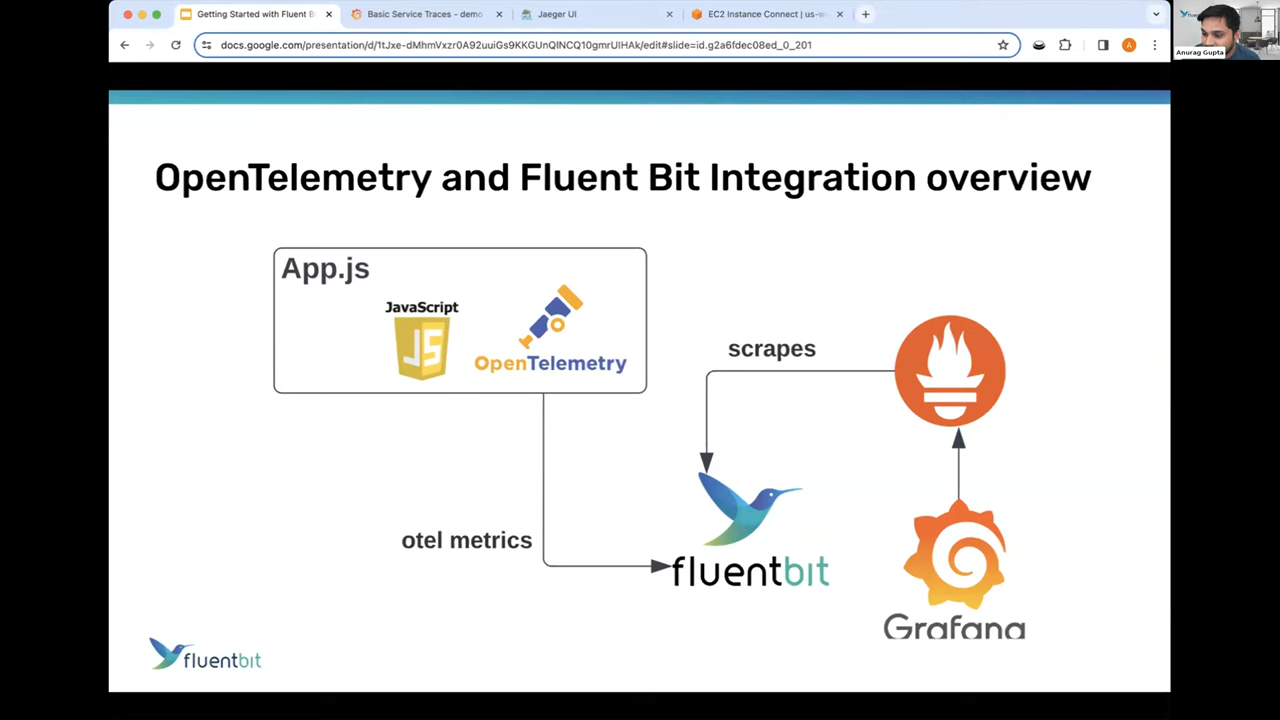 Getting Started with Fluent B
Basic Service Traces - demo
Jaeger UI
EC2 Instance Connect | us-w
docs.google.com/presentation/d/1tJxe-dMhmVxzr0A92uuiGs9KKGUnQINCQ10gmrUIHAk/edit#slide=id.g2a6fdec08ed_0_201
A
Anurag Gupta
OpenTelemetry and Fluent Bit Integration overview
App.js
JavaScript
JS
OpenTelemetry
scrapes
otel metrics
fluentbit
Grafana
fluentbit